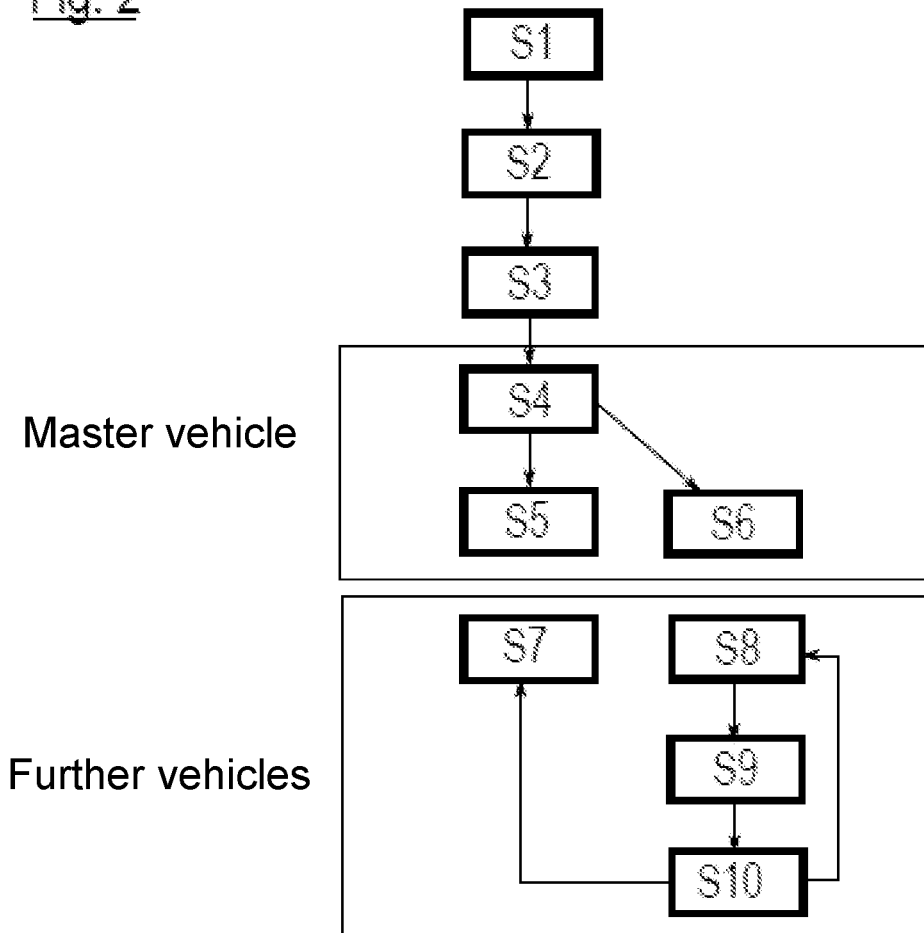 Fig. 2
S1
S2
S3
S4
Master vehicle
S5
S6
S7
S8
S9
Further vehicles
S10